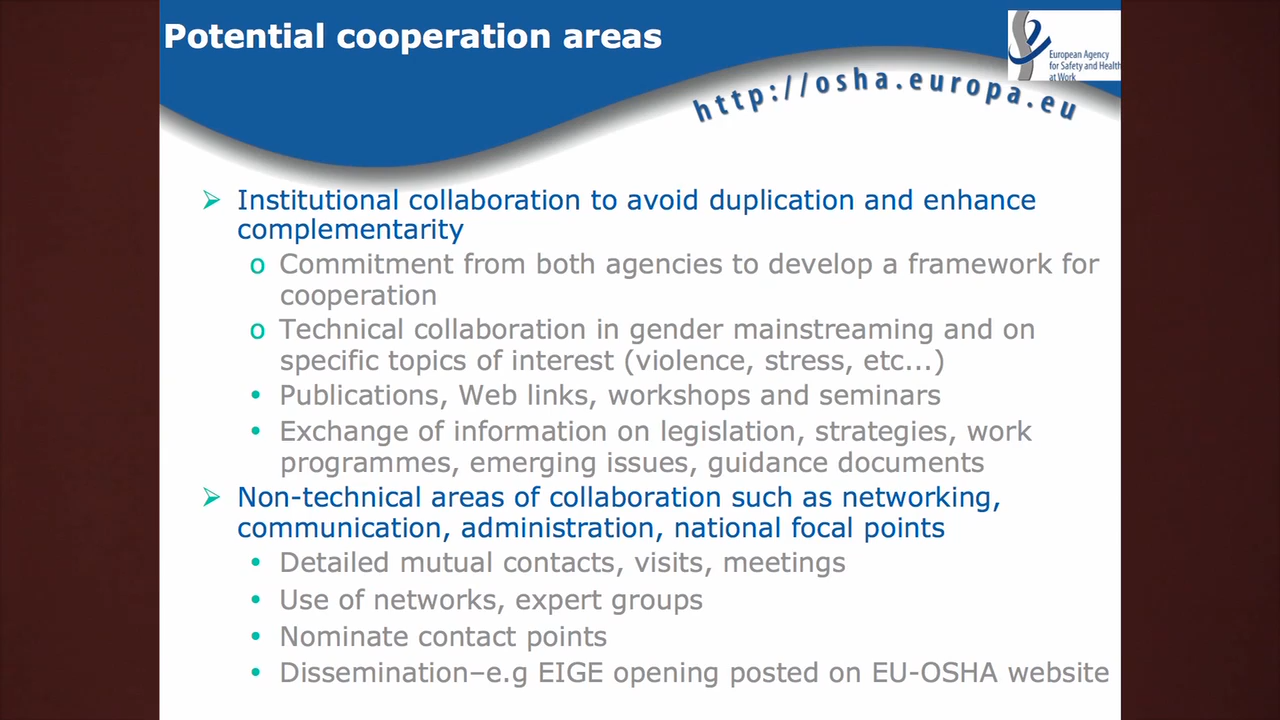 Potential cooperation areas
European Agency
for Safety and Health
at Work
http://osha.europa.eu
➢ Institutional collaboration to avoid duplication and enhance
complementarity
o Commitment from both agencies to develop a framework for
cooperation
o Technical collaboration in gender mainstreaming and on
specific topics of interest (violence, stress, etc...)
• Publications, Web links, workshops and seminars
• Exchange of information on legislation, strategies, work
programmes, emerging issues, guidance documents
➢ Non-technical areas of collaboration such as networking,
communication, administration, national focal points
• Detailed mutual contacts, visits, meetings
• Use of networks, expert groups
• Nominate contact points
• Dissemination–e.g EIGE opening posted on EU-OSHA website